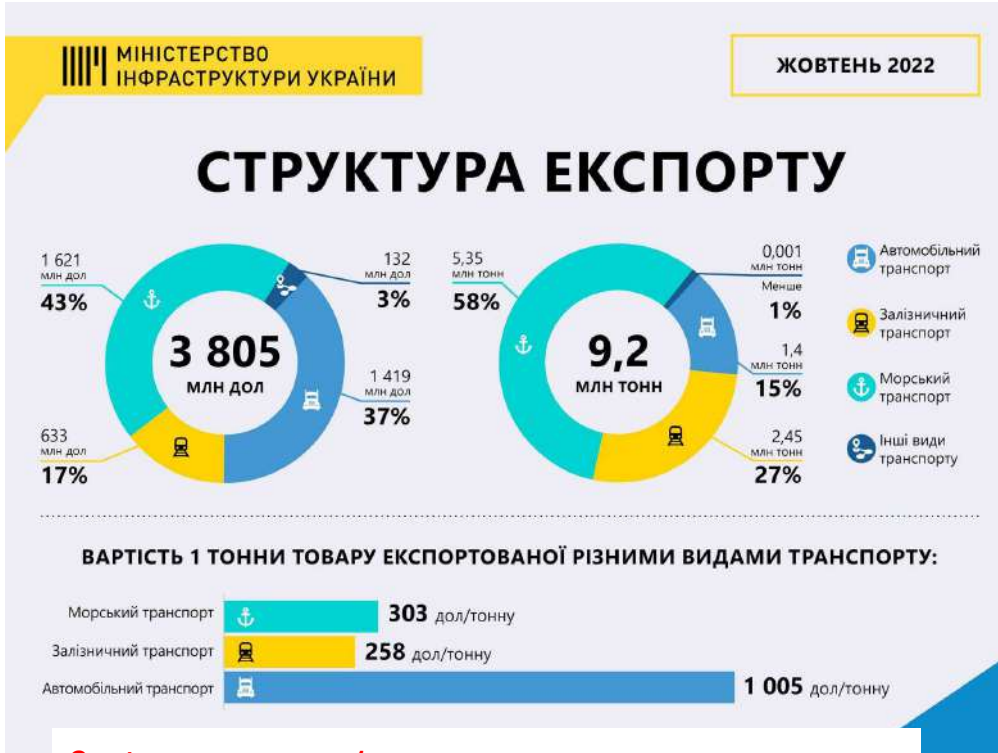 МІНІСТЕРСТВО
ІНФРАСТРУКТУРИ УКРАЇНИ
ЖОВТЕНЬ 2022
СТРУКТУРА ЕКСПОРТУ
1 621
млн дол
43%
132
млн дол
3%
3 805
млн дол
1 419
млн дол
37%
633
млн дол
17%
5,35
млн тонн
58%
0,001
млн тонн
Менше
1%
9,2
млн тонн
1,4
млн тонн
15%
2,45
млн тонн
27%
Автомобільний
транспорт
Залізничний
транспорт
Морський
транспорт
Інші види
транспорту
ВАРТІСТЬ 1 ТОННИ ТОВАРУ ЕКСПОРТОВАНОЇ РІЗНИМИ ВИДАМИ ТРАНСПОРТУ:
Морський транспорт 303 дол/тонну
Залізничний транспорт 258 дол/тонну
Автомобільний транспорт 1 005 дол/тонну